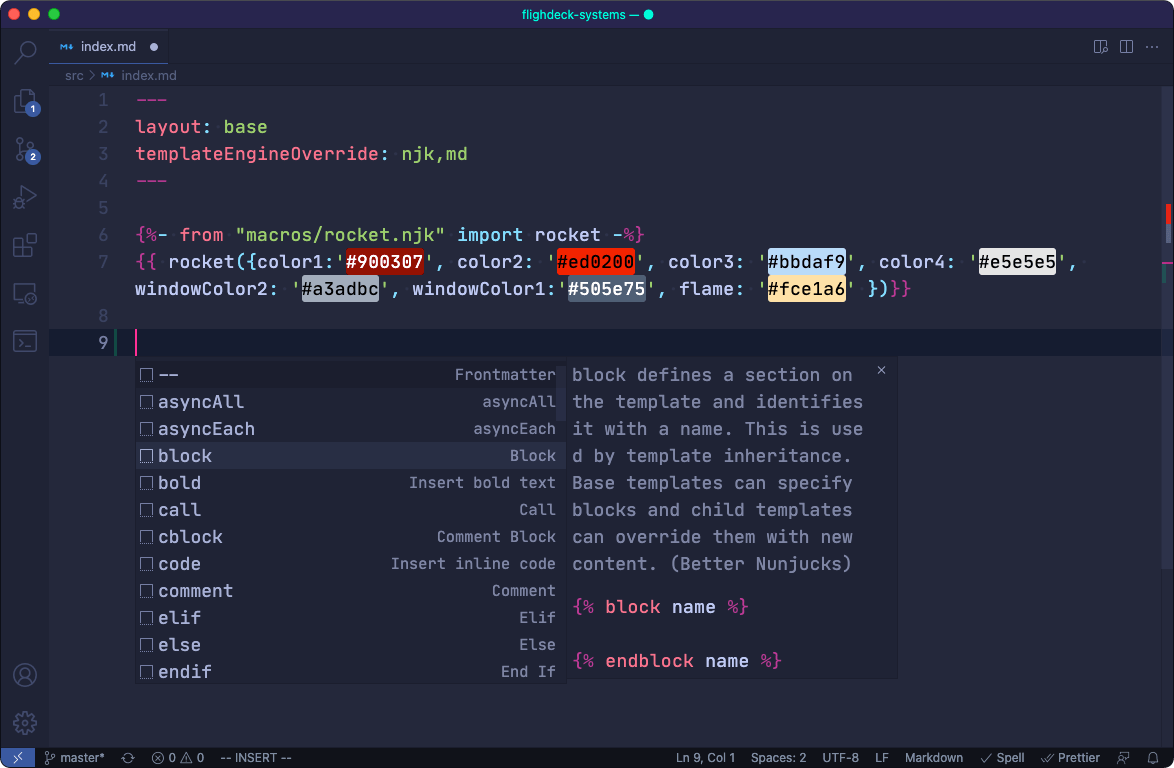 flighdeck-systems —
index.md
src > index.md
1 ---
2 layout: base
3 templateEngineOverride: njk,md
4 ---
5
6 {%- from "macros/rocket.njk" import rocket -%}
7 {{ rocket({color1:'#900307', color2: '#ed0200', color3: '#bbdaf9', color4: '#e5e5e5',
windowColor2: '#a3adbc', windowColor1:'#505e75', flame: '#fce1a6' })}}
8
9
1
2
-- Frontmatter
asyncAll asyncAll
asyncEach asyncEach
block Block
bold Insert bold text
call Call
cblock Comment Block
code Insert inline code
comment Comment
elif Elif
else Else
endif End If
block defines a section on
the template and identifies
it with a name. This is use
d by template inheritance.
Base templates can specify
blocks and child templates
can override them with new
content. (Better Nunjucks)
{% block name %}
{% endblock name %}
master* 0 0 -- INSERT -- Ln 9, Col 1 Spaces: 2 UTF-8 LF Markdown Spell Prettier